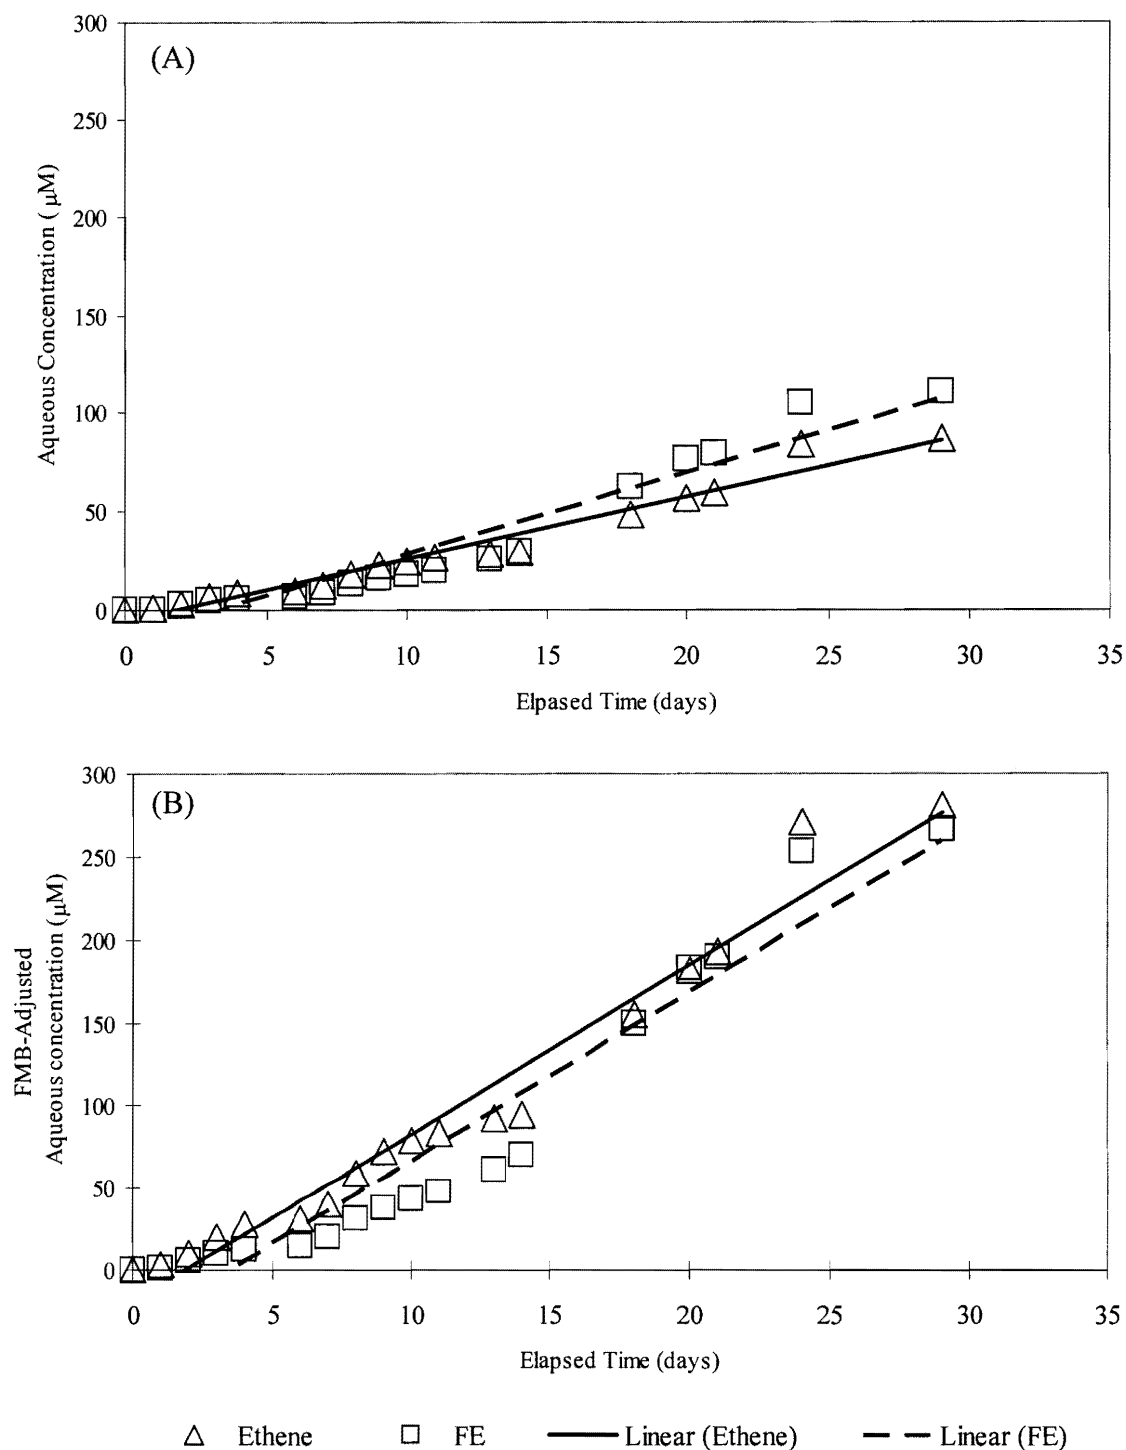 (A)
300
250
200
150
100
50
0
Aqueous Concentration ( μM)
0 5 10 15 20 25 30 35
Elpased Time (days)
(B)
300
250
200
150
100
50
0
FMB-Adjusted
Aqueous concentration (μM)
0 5 10 15 20 25 30 35
Elapsed Time (days)
Ethene FE Linear (Ethene) Linear (FE)